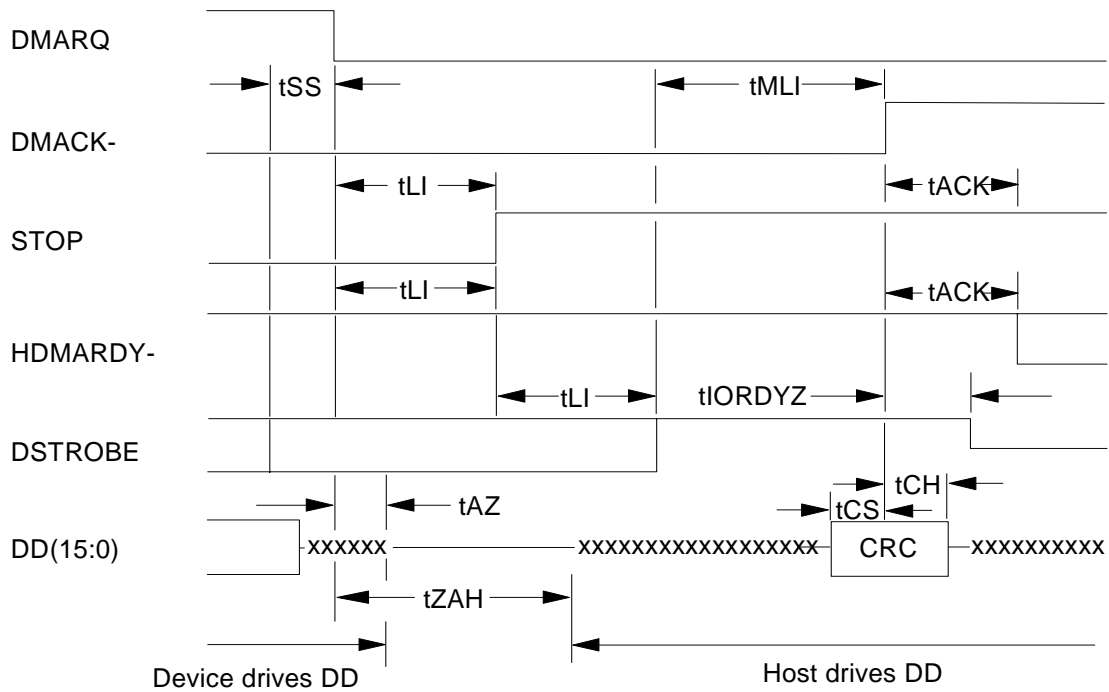 DMARQ
tSS
tMLI
DMACK-
tLI
tACK
STOP
tLI
tACK
HDMARDY-
tLI
tIORDYZ
DSTROBE
tCH
tAZ
tCS
DD(15:0)
xxxxxx
xxxxxxxxxxxxxxxxxx
CRC
xxxxxxxxxx
tZAH
Device drives DD
Host drives DD